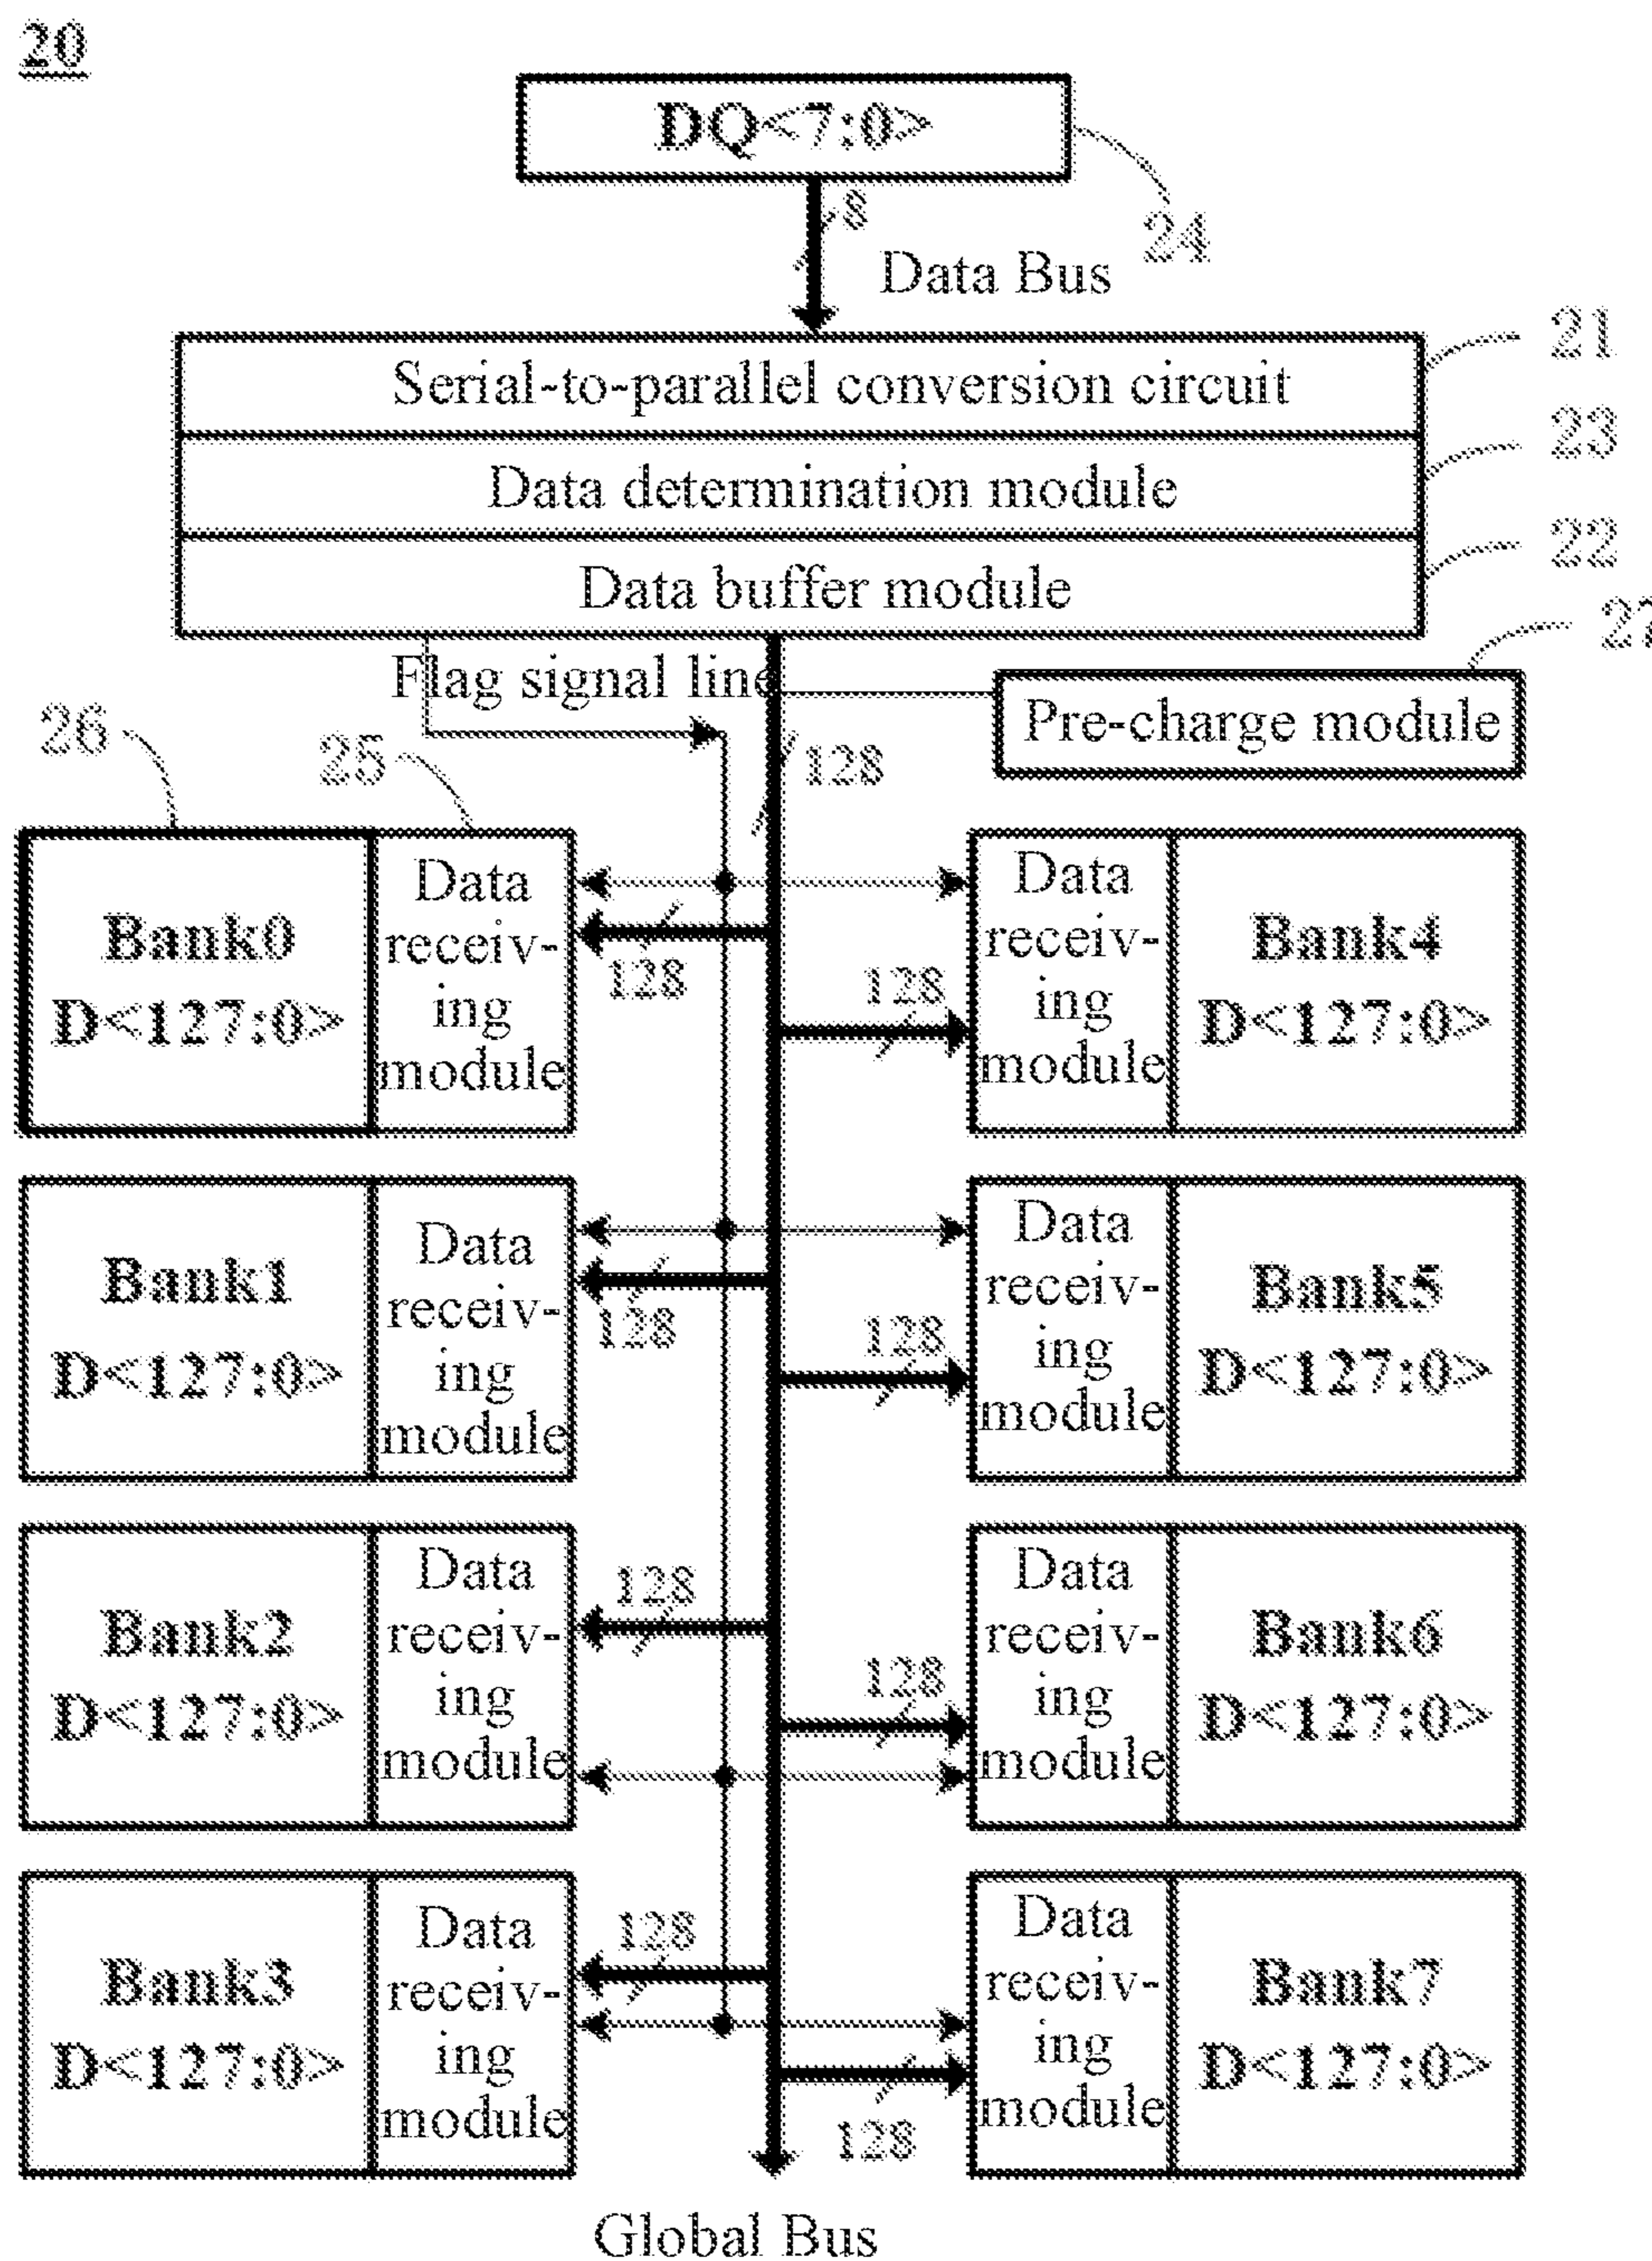 20
DQ<7:0>
8
24
Data Bus
21
Serial-to-parallel conversion circuit
23
Data determination module
22
Data buffer module
27
Flag signal line
Pre-charge module
26
25
128
Data
receiv-
ing
module
Bank0
D<127:0>
128
128
Data
receiv-
ing
module
Bank4
D<127:0>
Data
receiv-
ing
module
Bank1
D<127:0>
128
128
Data
receiv-
ing
module
Bank5
D<127:0>
Data
receiv-
ing
module
Bank2
D<127:0>
128
128
Data
receiv-
ing
module
Bank6
D<127:0>
Data
receiv-
ing
module
Bank3
D<127:0>
128
128
Data
receiv-
ing
module
Bank7
D<127:0>
Global Bus